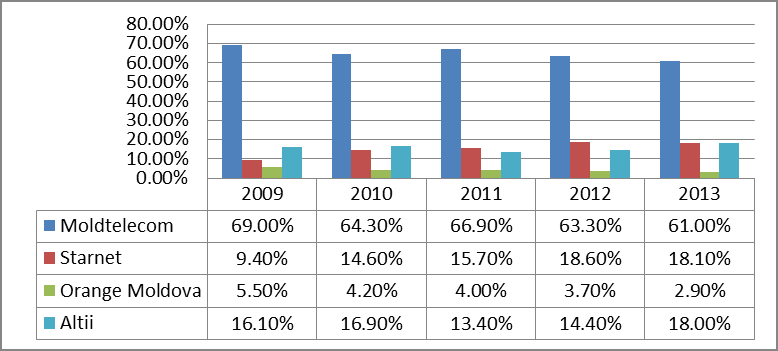 80.00%
70.00%
60.00%
50.00%
40.00%
30.00%
20.00%
10.00%
0.00%
2009 2010 2011 2012 2013
Moldtelecom 69.00% 64.30% 66.90% 63.30% 61.00%
Starnet 9.40% 14.60% 15.70% 18.60% 18.10%
Orange Moldova 5.50% 4.20% 4.00% 3.70% 2.90%
Altii 16.10% 16.90% 13.40% 14.40% 18.00%